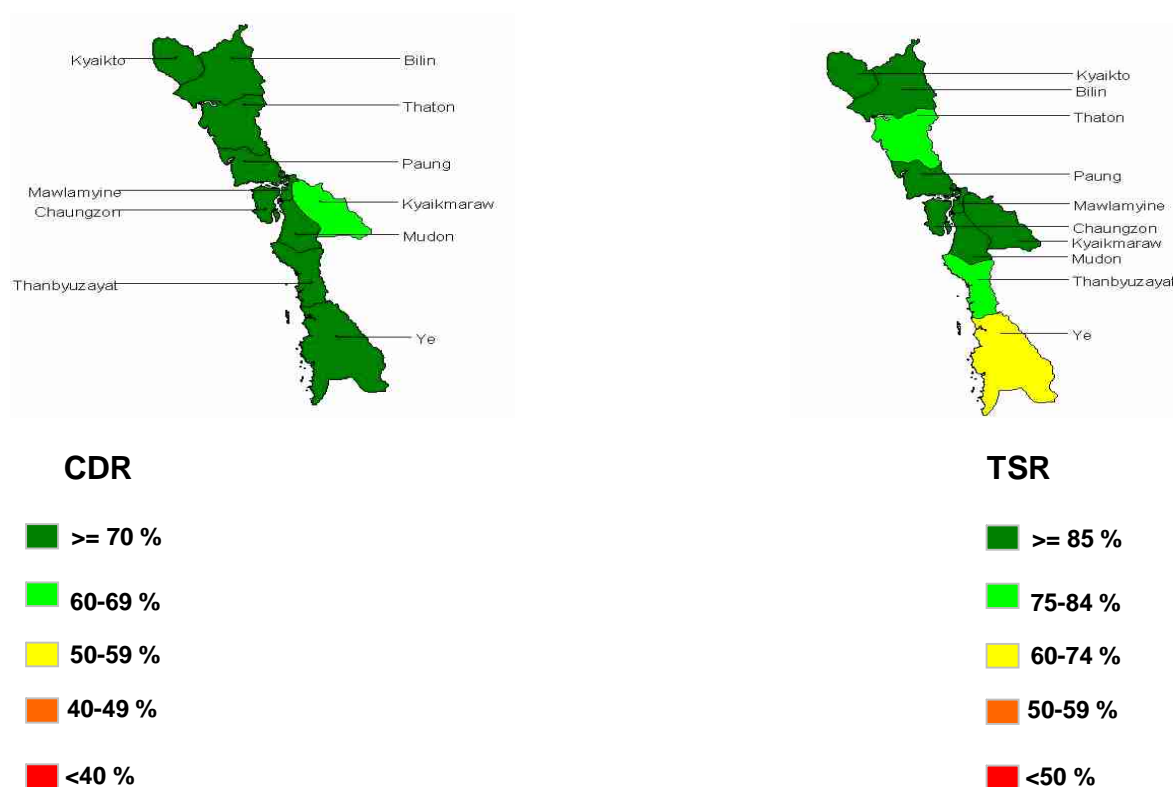 Kyaikto
Bilin
Thaton
Paung
Mawlamyine
Chaungzon
Kyaikmaraw
Mudon
Thanbyuzayat
Ye
Kyaikto
Bilin
Thaton
Paung
Mawlamyine
Chaungzon
Kyaikmaraw
Mudon
Thanbyuzayat
Ye
CDR
>= 70 %
60-69 %
50-59 %
40-49 %
<40 %
TSR
>= 85 %
75-84 %
60-74 %
50-59 %
<50 %